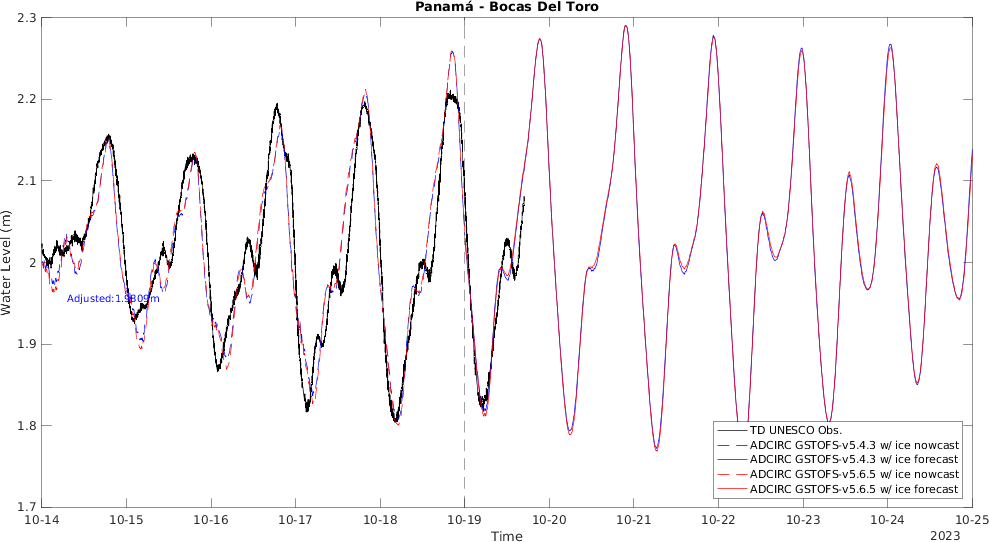 Panamá - Bocas Del Toro
Water Level (m)
2.3
2.2
2.1
2
1.9
1.8
1.7
Adjusted:1.9309m
TD UNESCO Obs.
ADCIRC GSTOFS-v5.4.3 w/ ice nowcast
ADCIRC GSTOFS-v5.4.3 w/ ice forecast
ADCIRC GSTOFS-v5.6.5 w/ ice nowcast
ADCIRC GSTOFS-v5.6.5 w/ ice forecast
10-14 10-15 10-16 10-17 10-18 10-19 10-20 10-21 10-22 10-23 10-24 10-25
Time
2023